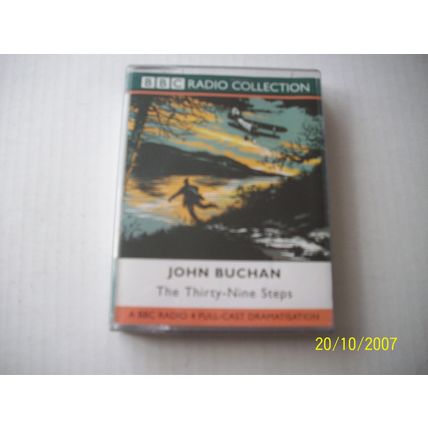 BBC RADIO COLLECTION
JOHN BUCHAN
The Thirty-Nine Steps
A BBC RADIO 4 FULL-CAST DRAMATISATION
20/10/2007